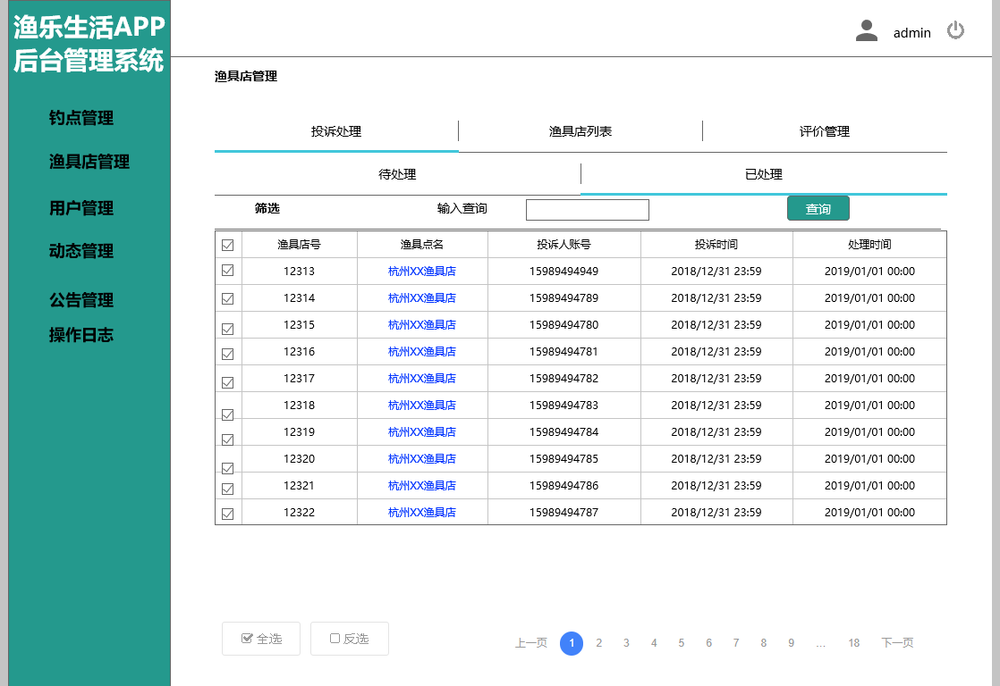 渔乐生活APP
后台管理系统
admin
钓点管理
渔具店管理
用户管理
动态管理
公告管理
操作日志
渔具店管理
投诉处理 渔具店列表 评价管理
待处理 已处理
筛选 输入查询 查询
渔具店号 渔具点名 投诉人账号 投诉时间 处理时间
12313 杭州XX渔具店 15989494949 2018/12/31 23:59 2019/01/01 00:00
12314 杭州XX渔具店 15989494789 2018/12/31 23:59 2019/01/01 00:00
12315 杭州XX渔具店 15989494780 2018/12/31 23:59 2019/01/01 00:00
12316 杭州XX渔具店 15989494781 2018/12/31 23:59 2019/01/01 00:00
12317 杭州XX渔具店 15989494782 2018/12/31 23:59 2019/01/01 00:00
12318 杭州XX渔具店 15989494783 2018/12/31 23:59 2019/01/01 00:00
12319 杭州XX渔具店 15989494784 2018/12/31 23:59 2019/01/01 00:00
12320 杭州XX渔具店 15989494785 2018/12/31 23:59 2019/01/01 00:00
12321 杭州XX渔具店 15989494786 2018/12/31 23:59 2019/01/01 00:00
12322 杭州XX渔具店 15989494787 2018/12/31 23:59 2019/01/01 00:00
全选 反选 上一页 1 2 3 4 5 6 7 8 9 ... 18 下一页